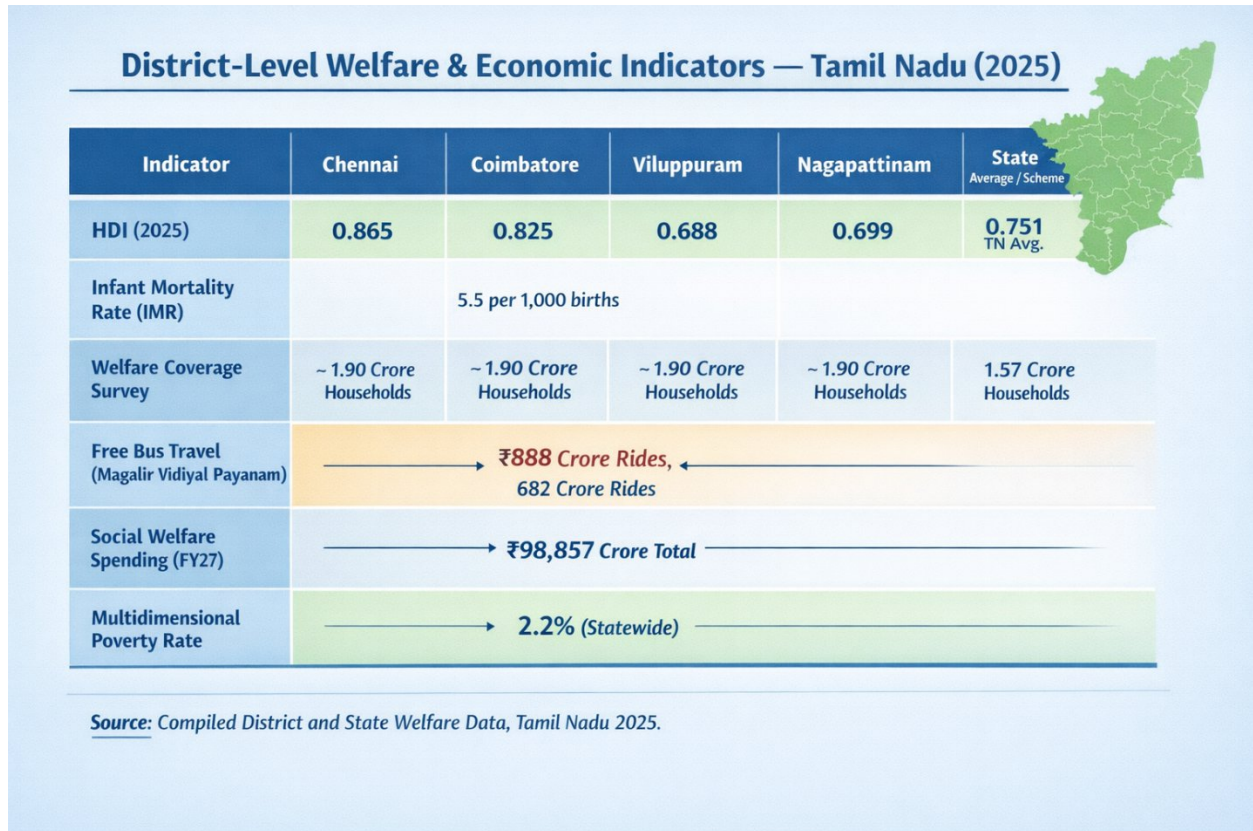 District-Level Welfare & Economic Indicators — Tamil Nadu (2025)
Indicator Chennai Coimbatore Viluppuram Nagapattinam State
Average / Scheme
HDI (2025) 0.865 0.825 0.688 0.699 0.751
TN Avg.
Infant Mortality
Rate (IMR)
5.5 per 1,000 births
Welfare Coverage
Survey
~ 1.90 Crore
Households
~ 1.90 Crore
Households
~ 1.90 Crore
Households
~ 1.90 Crore
Households
1.57 Crore
Households
Free Bus Travel
(Magalir Vidiyal Payanam)
₹888 Crore Rides,
682 Crore Rides
Social Welfare
Spending (FY27)
₹98,857 Crore Total
Multidimensional
Poverty Rate
2.2% (Statewide)
Source: Compiled District and State Welfare Data, Tamil Nadu 2025.